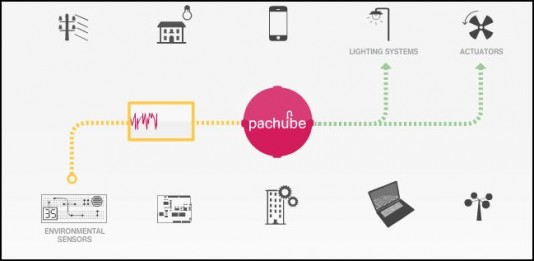 LIGHTING SYSTEMS
ACTUATORS
pachube
35
ENVIRONMENTAL
SENSORS